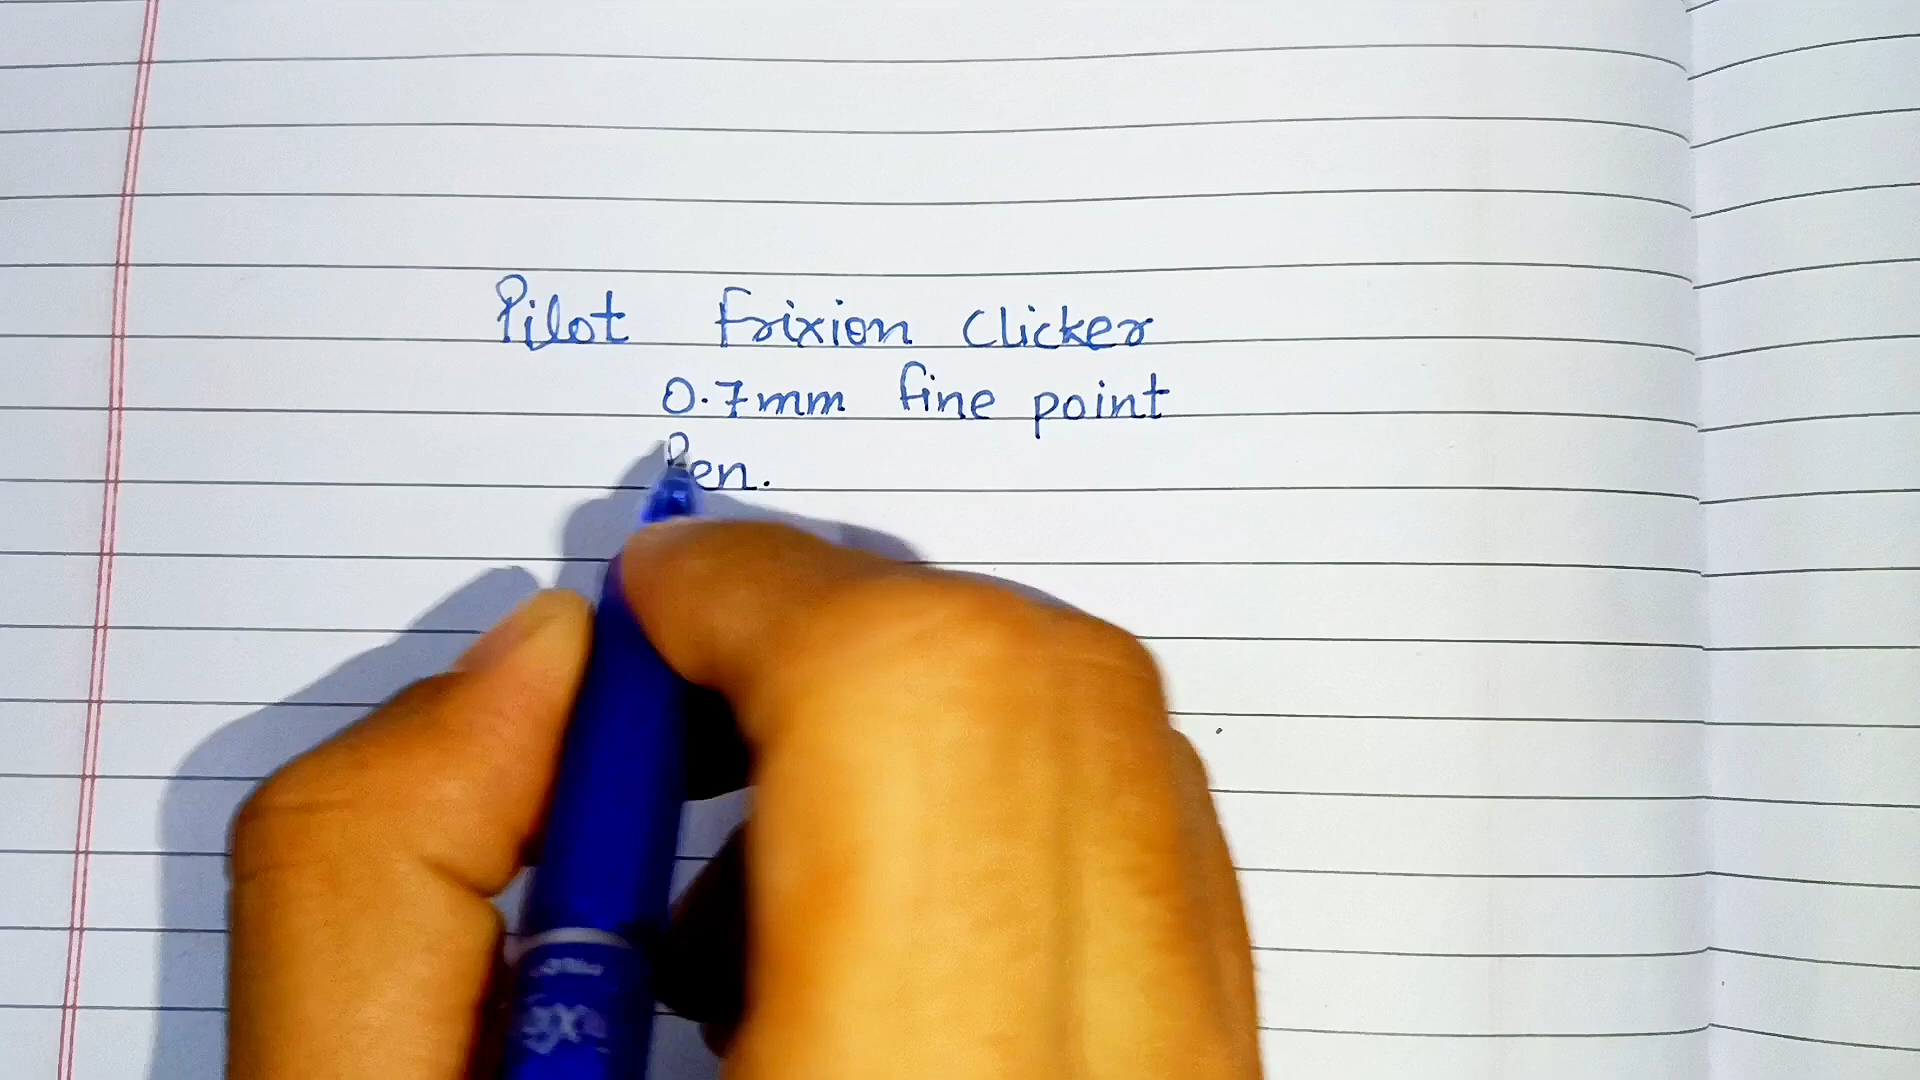 Pilot Frixion Clicker
0.7mm fine point
Pen.